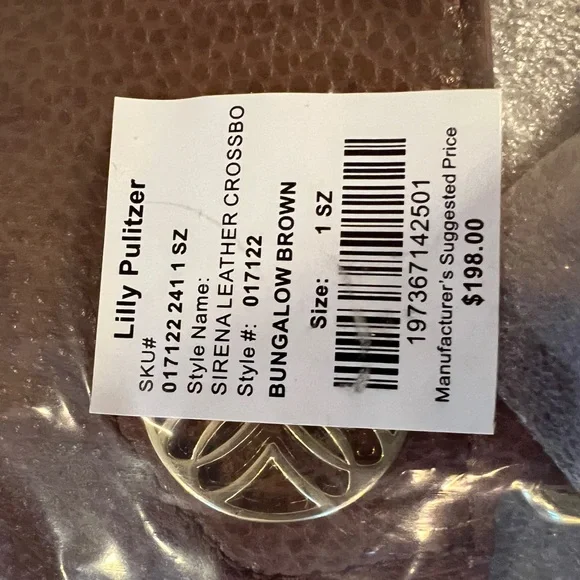 Lilly Pulitzer
SKU#
017122 241 1 SZ
Style Name:
SIRENA LEATHER CROSSBO
Style #: 017122
BUNGALOW BROWN
Size: 1 SZ
197367142501
Manufacturer's Suggested Price
$198.00